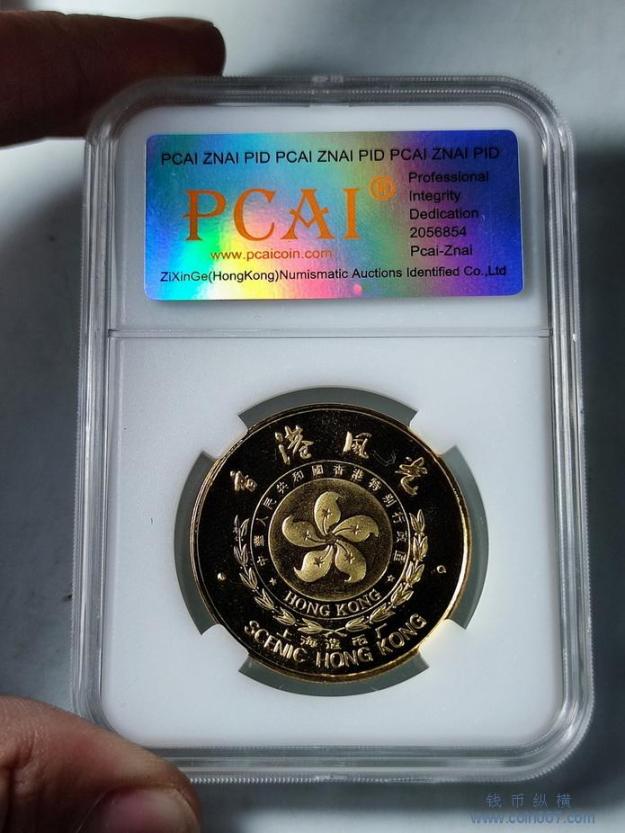 PCAI ZNAI PID PCAI ZNAI PID PCAI ZNAI PID
PCAI®
Professional
Integrity
Dedication
2056854
Pcai-Znai
www.pcaicoin.com
ZiXinGe(HongKong)Numismatic Auctions Identified Co.,Ltd
香港风光
中華人民共和國香港特別行政區
HONG KONG
上海造币厂
SCENIC HONG KONG
钱币纵横
www.coin007.com